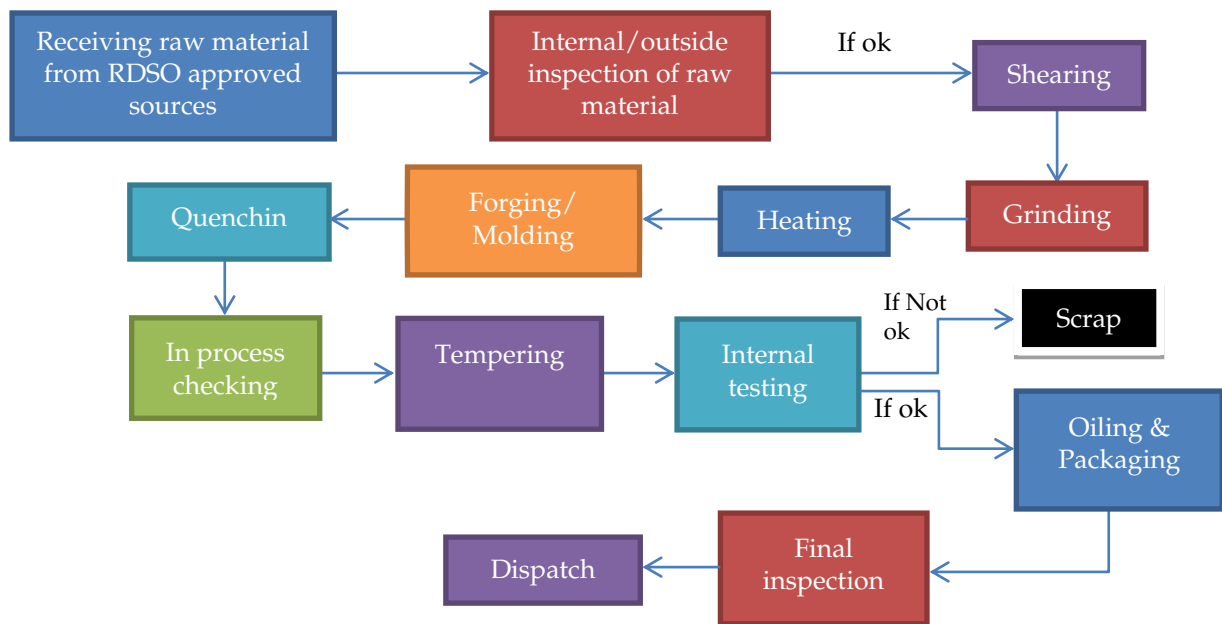 Receiving raw material
from RDSO approved
sources
Internal/outside
inspection of raw
material
If ok
Shearing
Grinding
Heating
Forging/
Molding
Quenchin
In process
checking
Tempering
Internal
testing
If Not
ok
Scrap
If ok
Oiling &
Packaging
Final
inspection
Dispatch